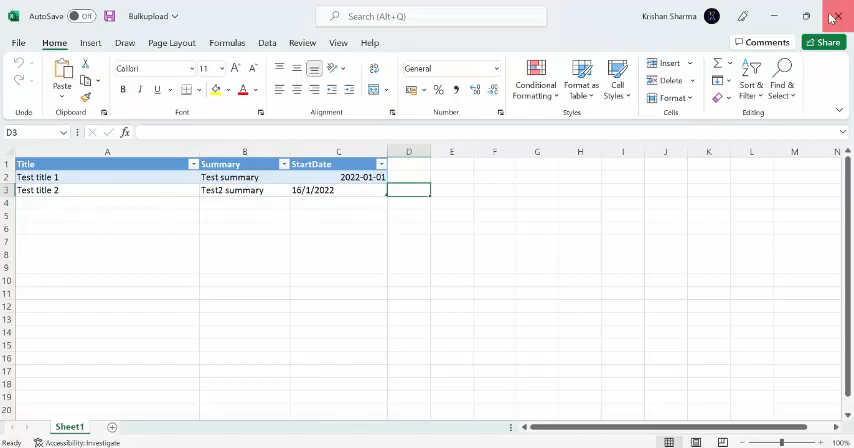 AutoSave Off Bulkupload Search (Alt+Q) Krishan Sharma
File Home Insert Draw Page Layout Formulas Data Review View Help Comments Share
Calibri 11 General Insert
Paste Conditional Formatting Format as Table Cell Styles Delete Sort & Filter Find & Select
Format
Undo Clipboard Font Alignment Number Styles Cells Editing
D3 fx
A B C D E F G H I J K L M N
1 Title Summary StartDate
2 Test title 1 Test summary 2022-01-01
3 Test title 2 Test2 summary 16/1/2022
4
5
6
7
8
9
10
11
12
13
14
15
16
17
18
19
20
Sheet1
Ready Accessibility: Investigate 100%